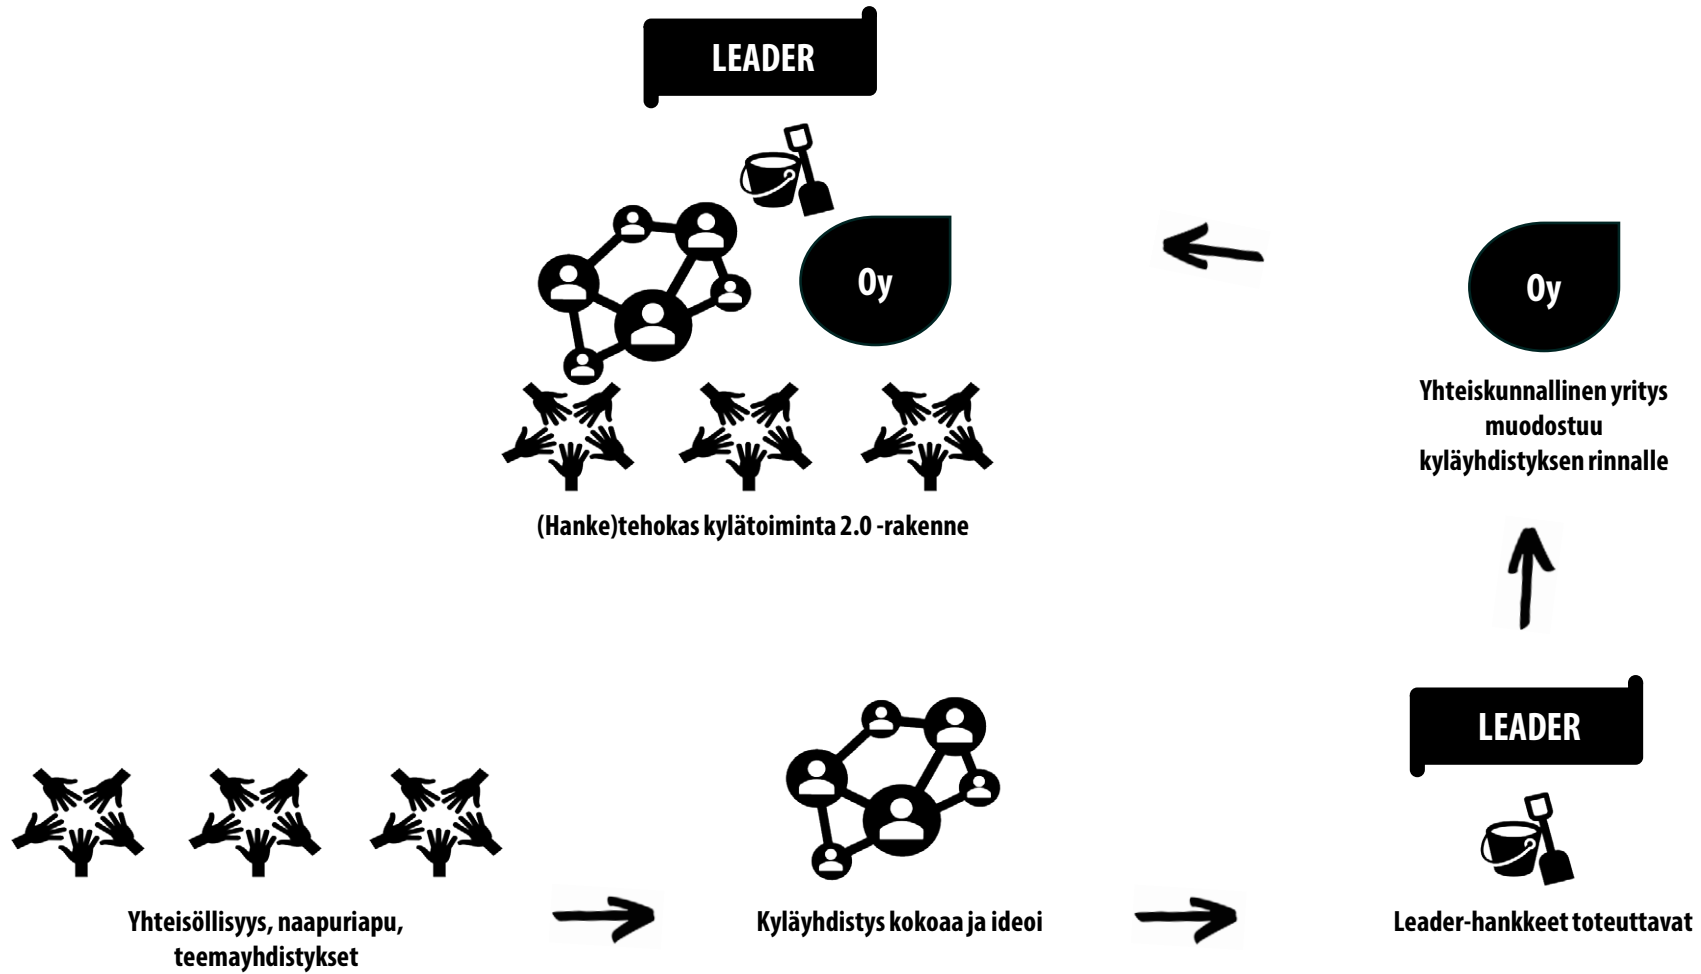 LEADER
Oy
(Hanke)tehokas kylätoiminta 2.0 -rakenne
Oy
Yhteiskunnallinen yritys
muodostuu
kyläyhdistyksen rinnalle
LEADER
Yhteisöllisyys, naapuriapu,
teemayhdistykset
Kyläyhdistys kokoaa ja ideoi
Leader-hankkeet toteuttavat